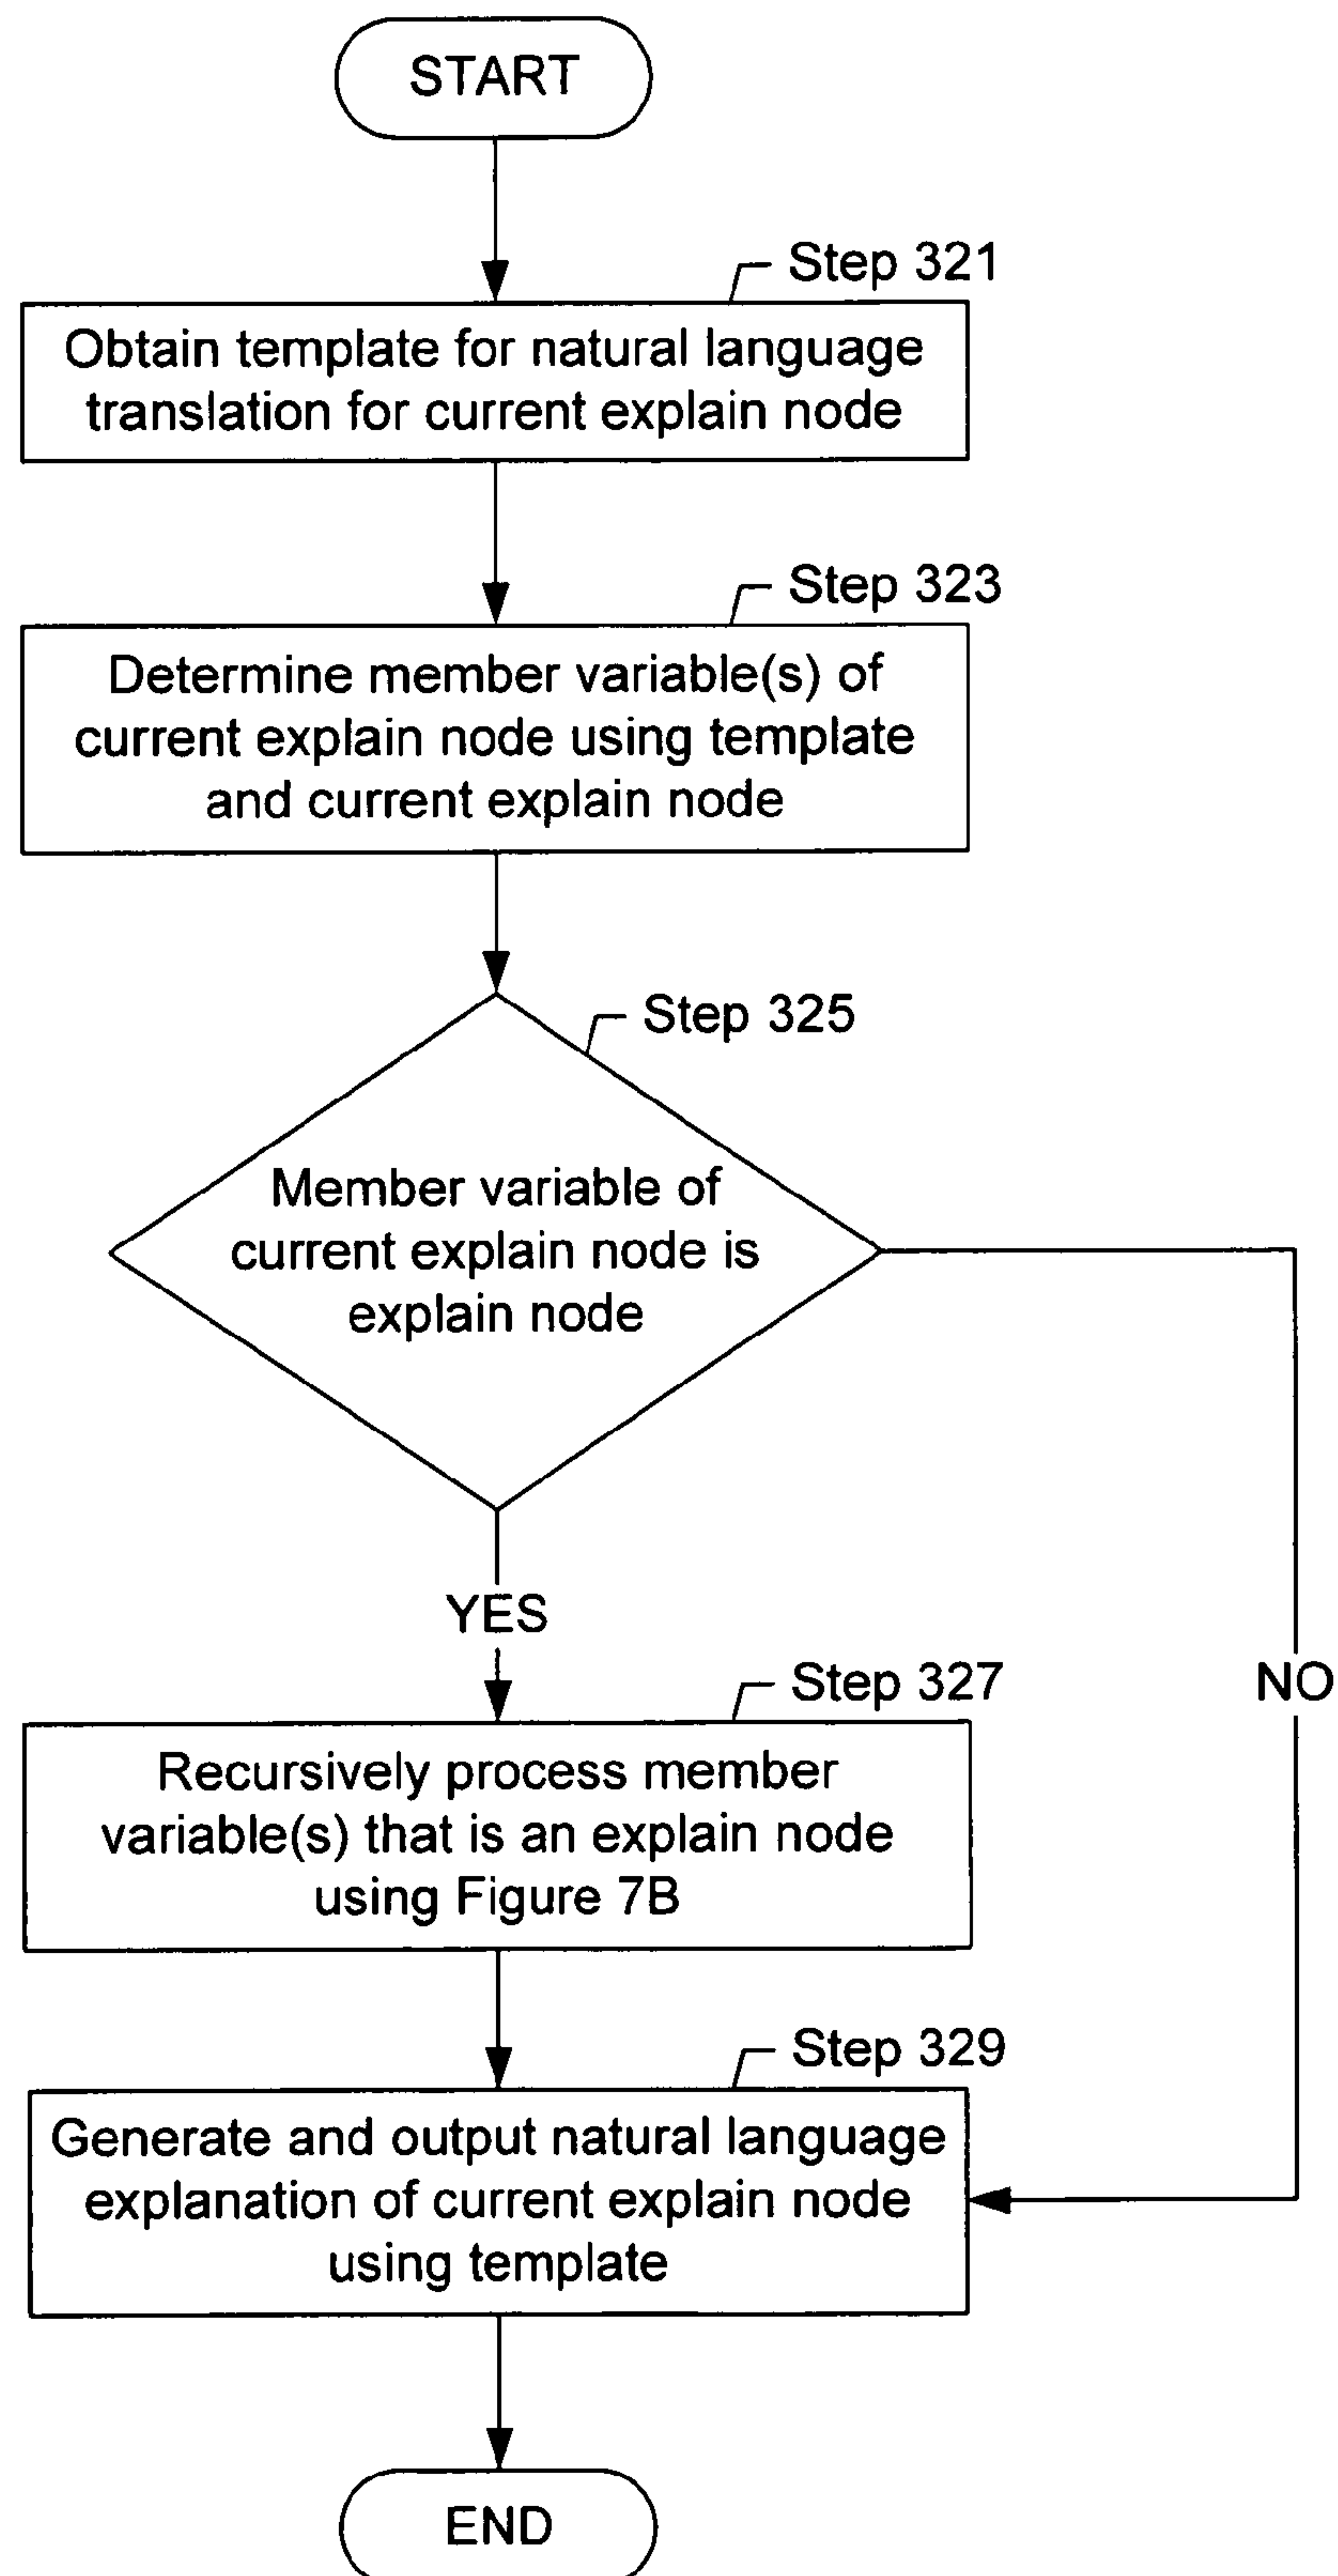 START
Step 321
Obtain template for natural language
translation for current explain node
Step 323
Determine member variable(s) of
current explain node using template
and current explain node
Step 325
Member variable of
current explain node is
explain node
YES
NO
Step 327
Recursively process member
variable(s) that is an explain node
using Figure 7B
Step 329
Generate and output natural language
explanation of current explain node
using template
END